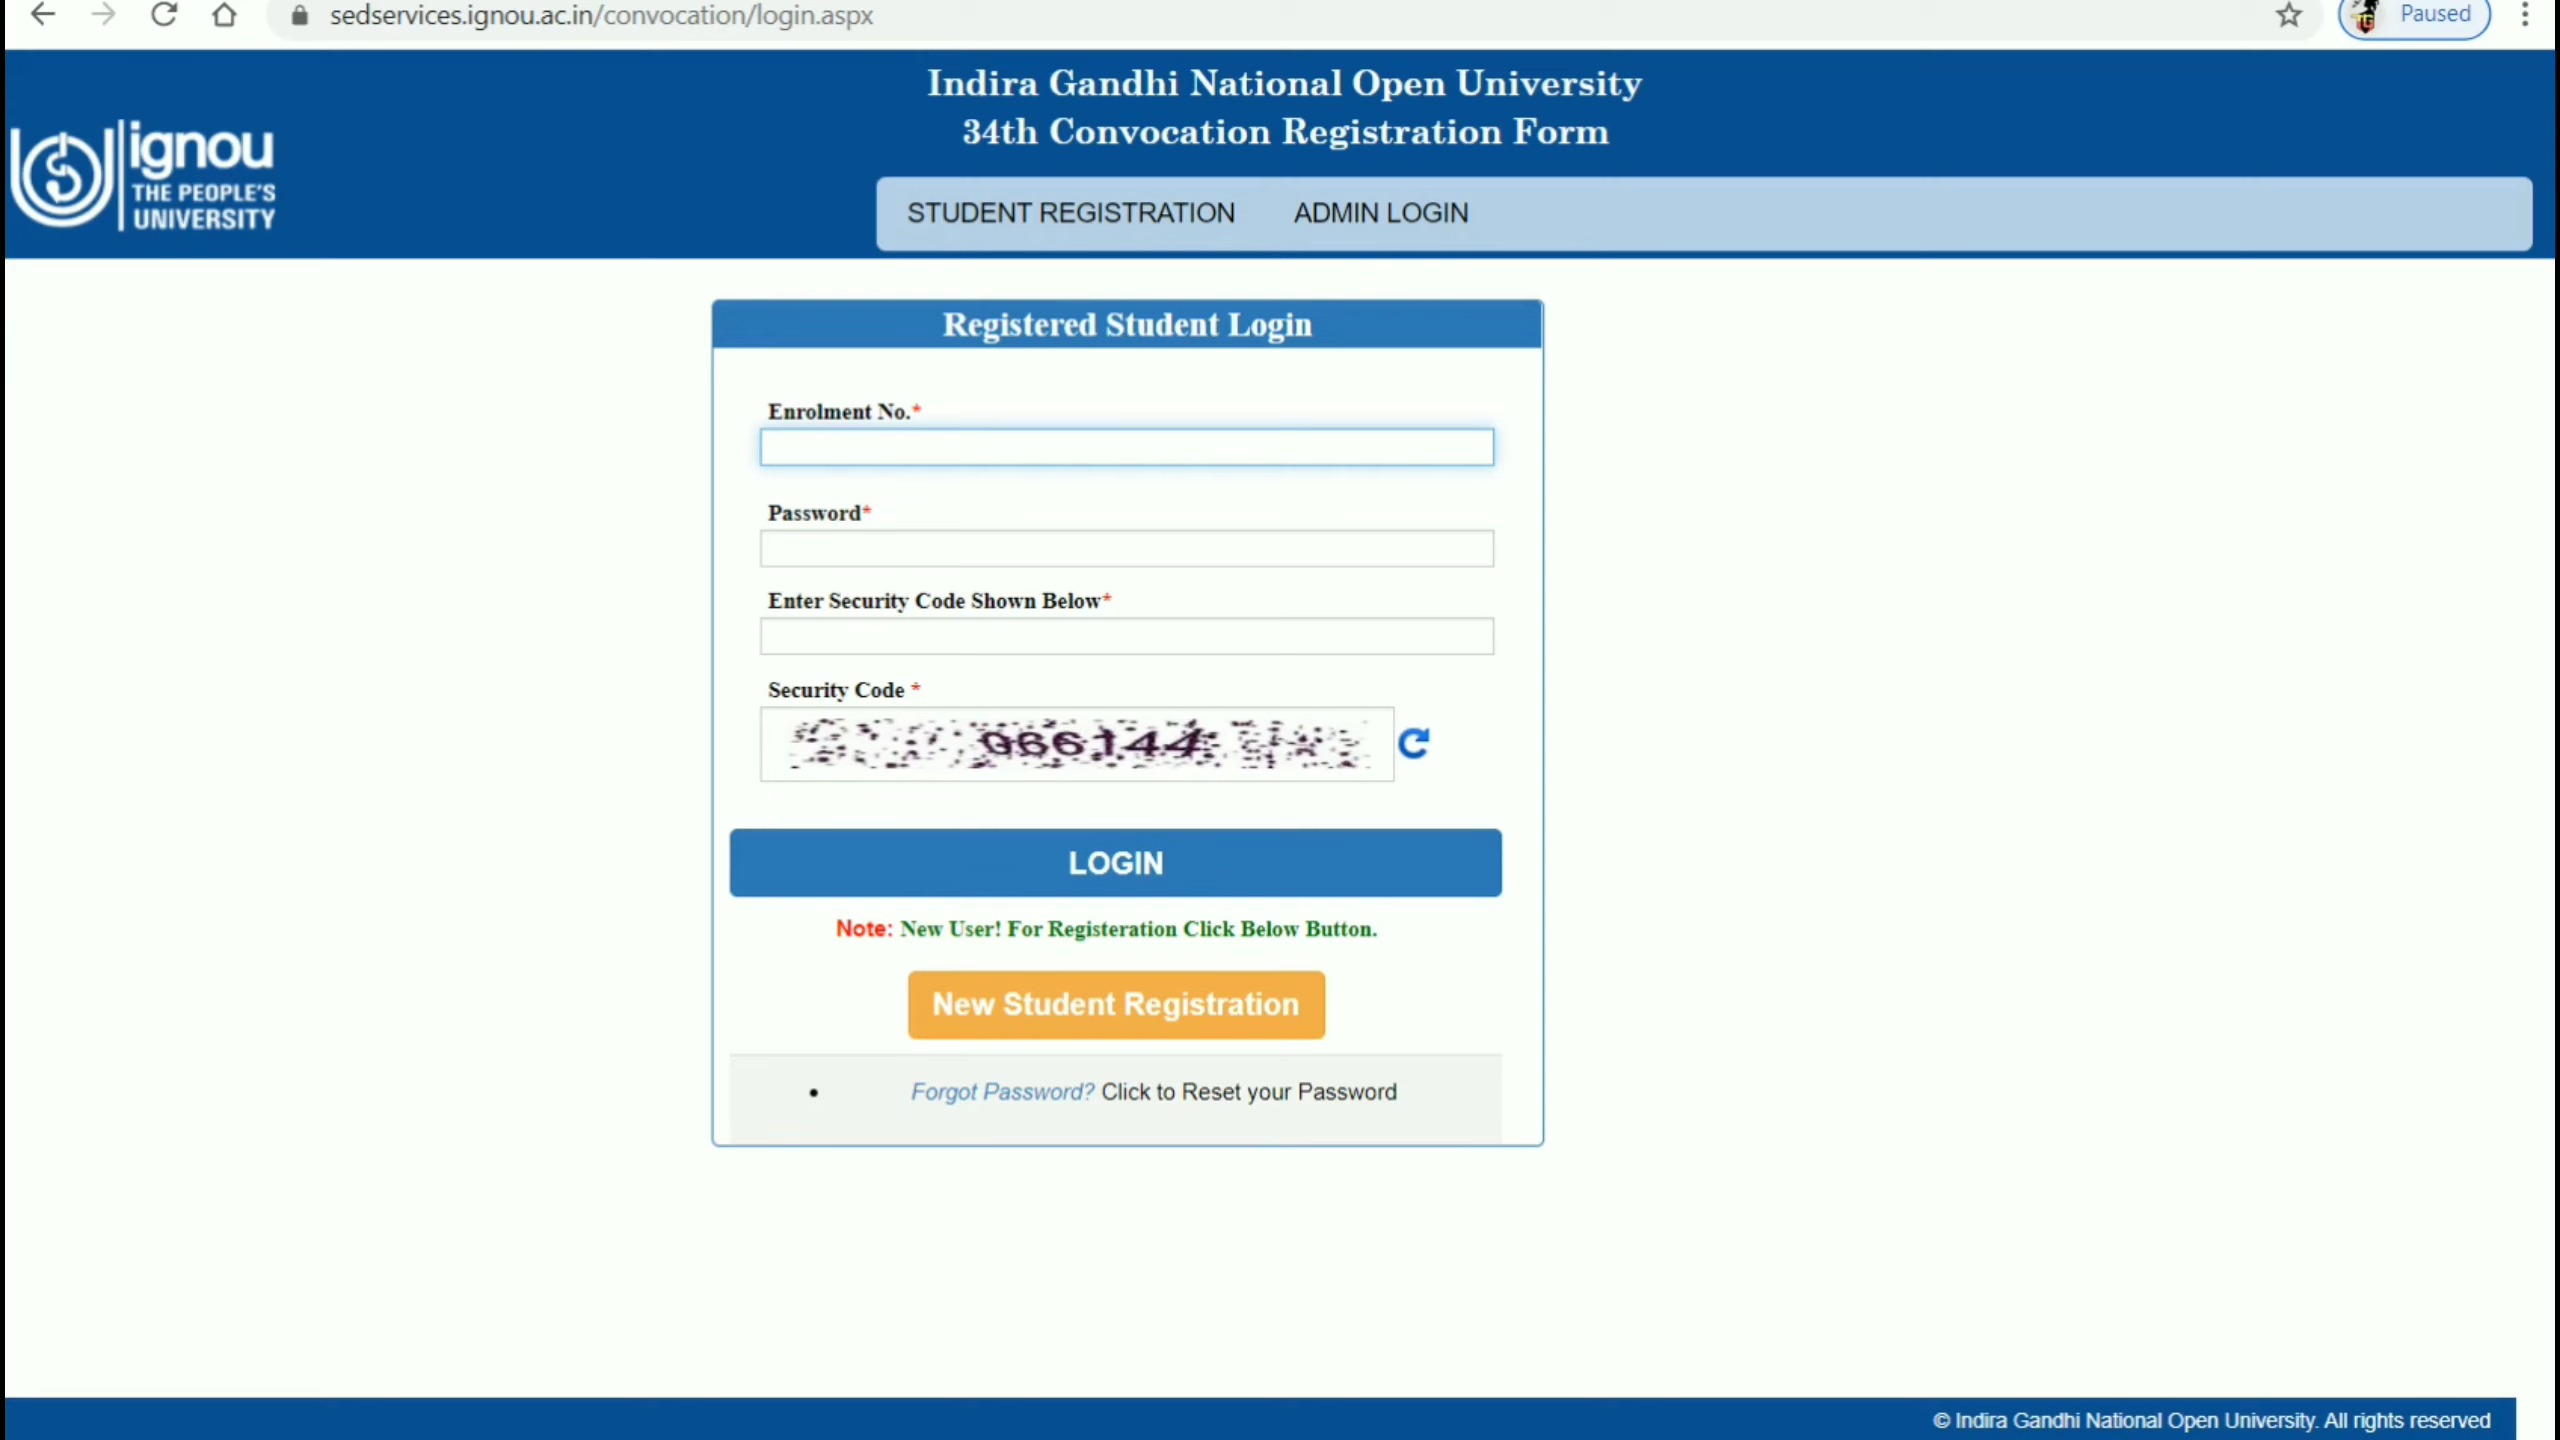 sedservices.ignou.ac.in/convocation/login.aspx
Paused
Indira Gandhi National Open University
34th Convocation Registration Form
ignou
THE PEOPLE'S
UNIVERSITY
STUDENT REGISTRATION ADMIN LOGIN
Registered Student Login
Enrolment No.*
Password*
Enter Security Code Shown Below*
Security Code *
LOGIN
Note: New User! For Registeration Click Below Button.
New Student Registration
• Forgot Password? Click to Reset your Password
© Indira Gandhi National Open University. All rights reserved